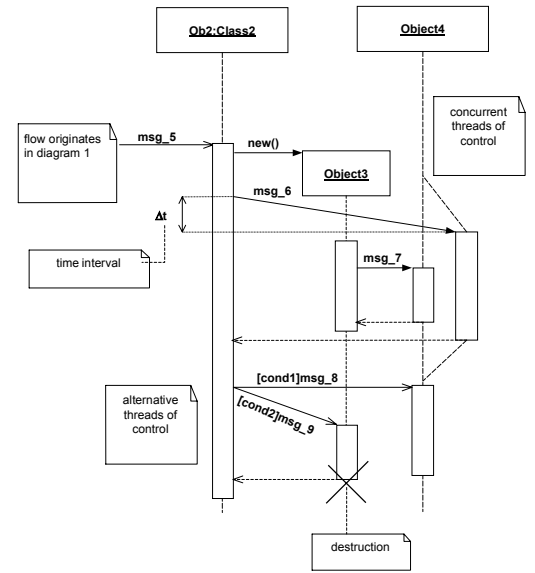 Ob2:Class2
Object4
concurrent
threads of
control
flow originates
in diagram 1
msg_5
new()
Object3
msg_6
Δt
time interval
msg_7
[cond1]msg_8
[cond2]msg_9
alternative
threads of
control
destruction